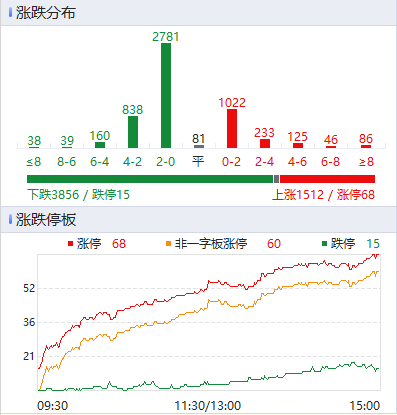 涨跌分布
38 39 160 838 2781 81 1022 233 125 46 86
≤8 8-6 6-4 4-2 2-0 平 0-2 2-4 4-6 6-8 ≥8
下跌3856 / 跌停15 上涨1512 / 涨停68
涨跌停板
涨停 68 非一字板涨停 60 跌停 15
52
36
21
09:30 11:30/13:00 15:00